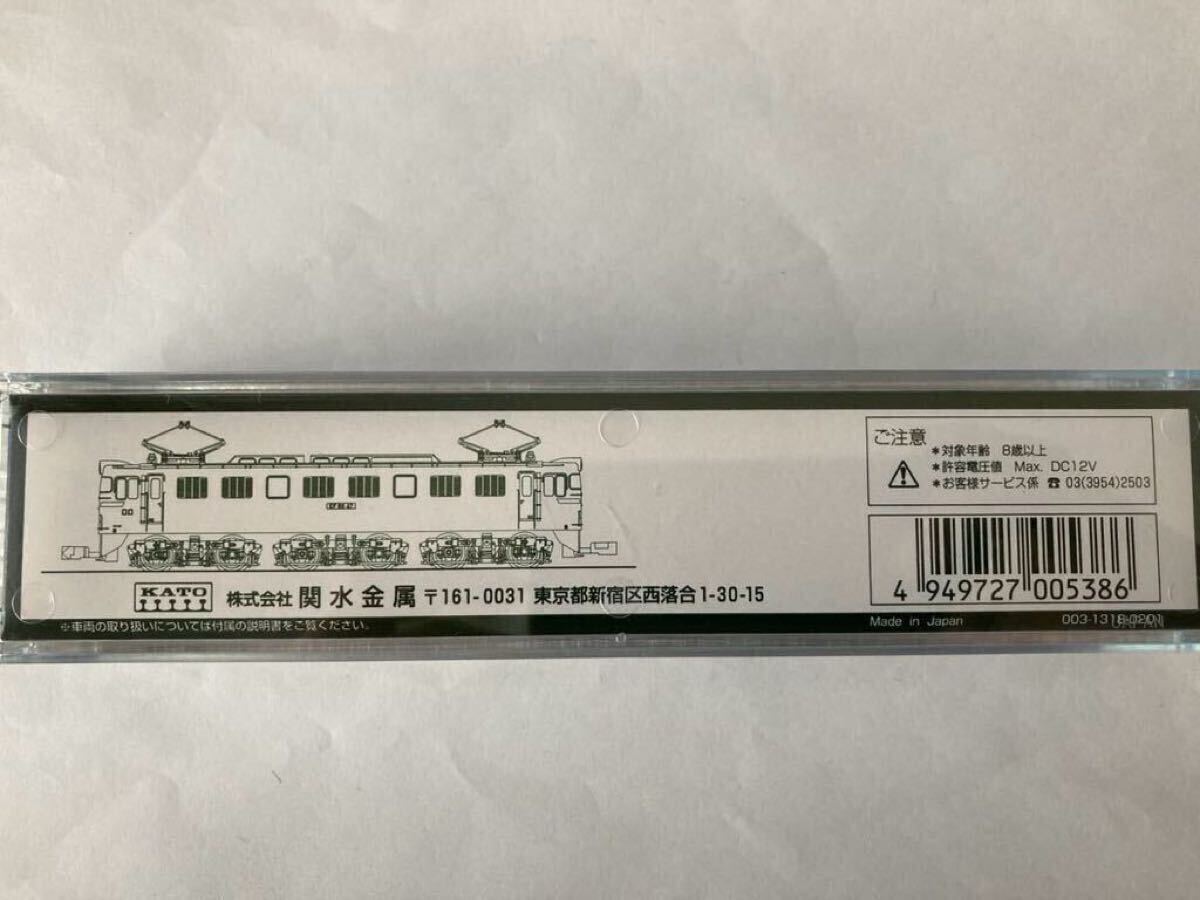 ご注意
*対象年齢 8歳以上
*許容電圧値 Max. DC12V
*お客様サービス係 ☎ 03(3954)2503
4 949727 005386
KATO 株式会社 関水金属 〒161-0031 東京都新宿区西落合1-30-15
※車両の取り扱いについては付属の説明書をご覧ください。
Made in Japan 003-1318-0201